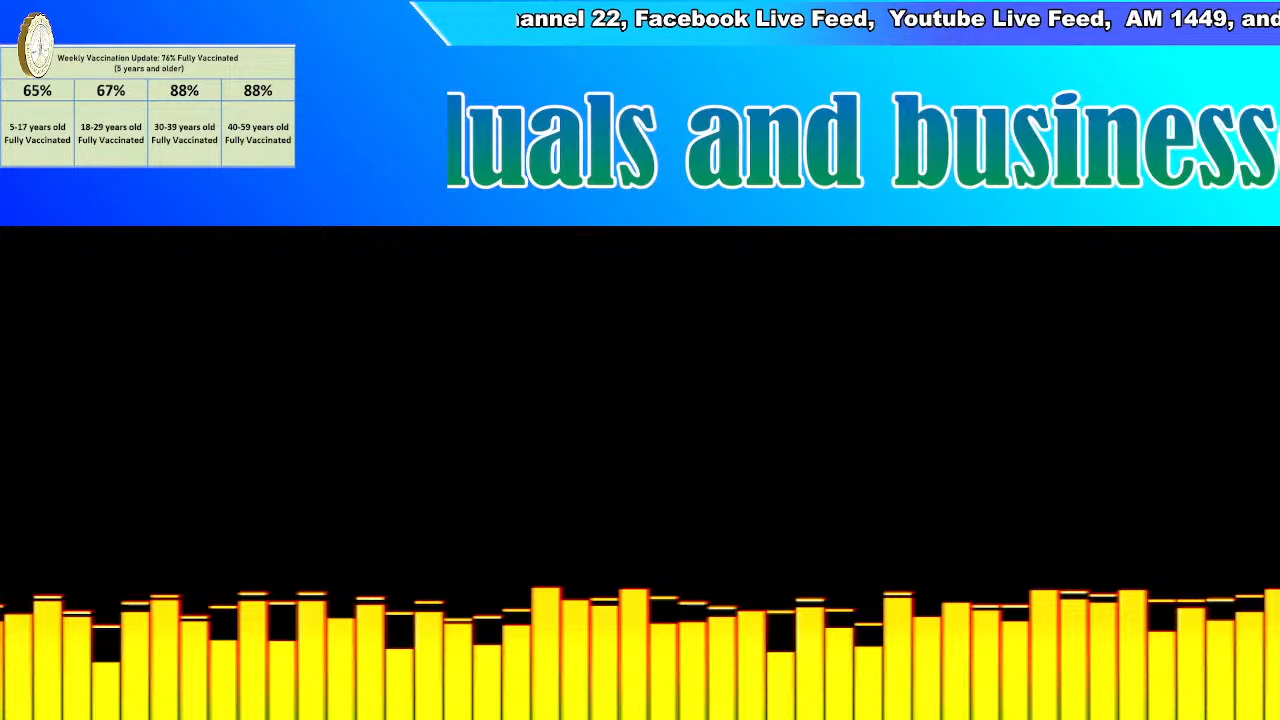 annel 22, Facebook Live Feed, Youtube Live Feed, AM 1449, and
Weekly Vaccination Update: 76% Fully Vaccinated
(5 years and older)
65% 67% 88% 88%
5-17 years old 18-29 years old 30-39 years old 40-59 years old
Fully Vaccinated Fully Vaccinated Fully Vaccinated Fully Vaccinated
luals and business